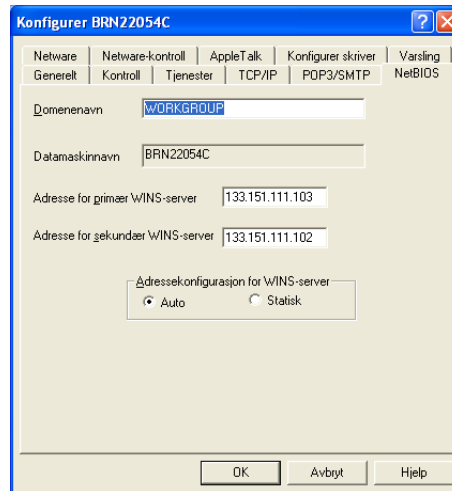 Konfigurer BRN22054C
Netware Netware-kontroll AppleTalk Konfigurer skriver Varsling
Generelt Kontroll Tjenester TCP/IP POP3/SMTP NetBIOS
Domenenavn WORKGROUP
Datamaskinnavn BRN22054C
Adresse for primær WINS-server 133.151.111.103
Adresse for sekundær WINS-server 133.151.111.102
Adressekonfigurasjon for WINS-server
Auto Statisk
OK Avbryt Hjelp